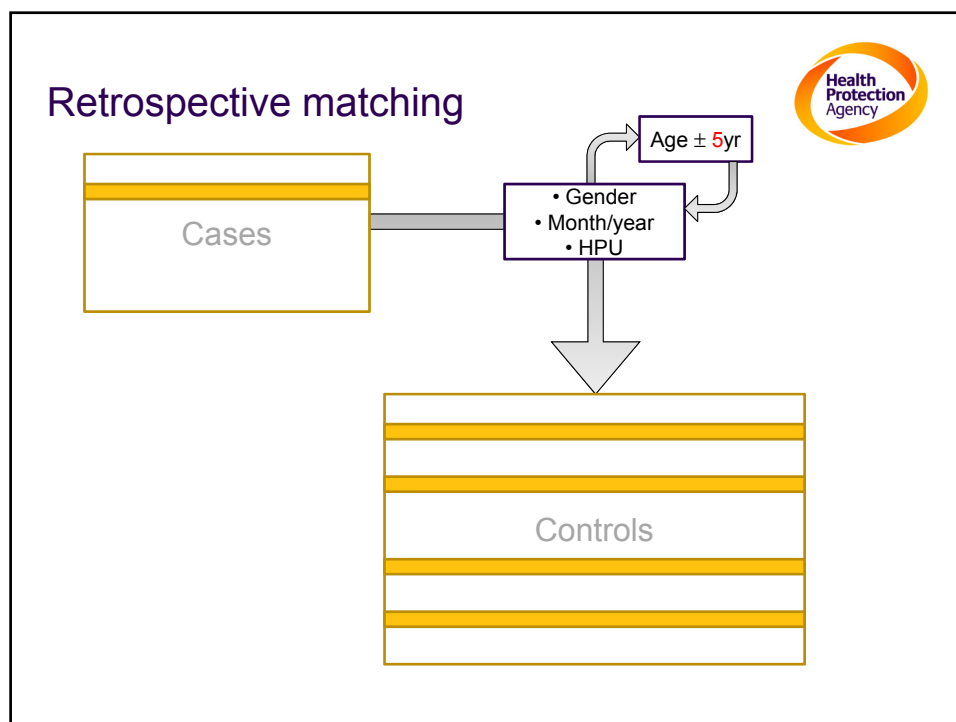 Retrospective matching
Health
Protection
Agency
Age ± 5yr
• Gender
• Month/year
• HPU
Cases
Controls